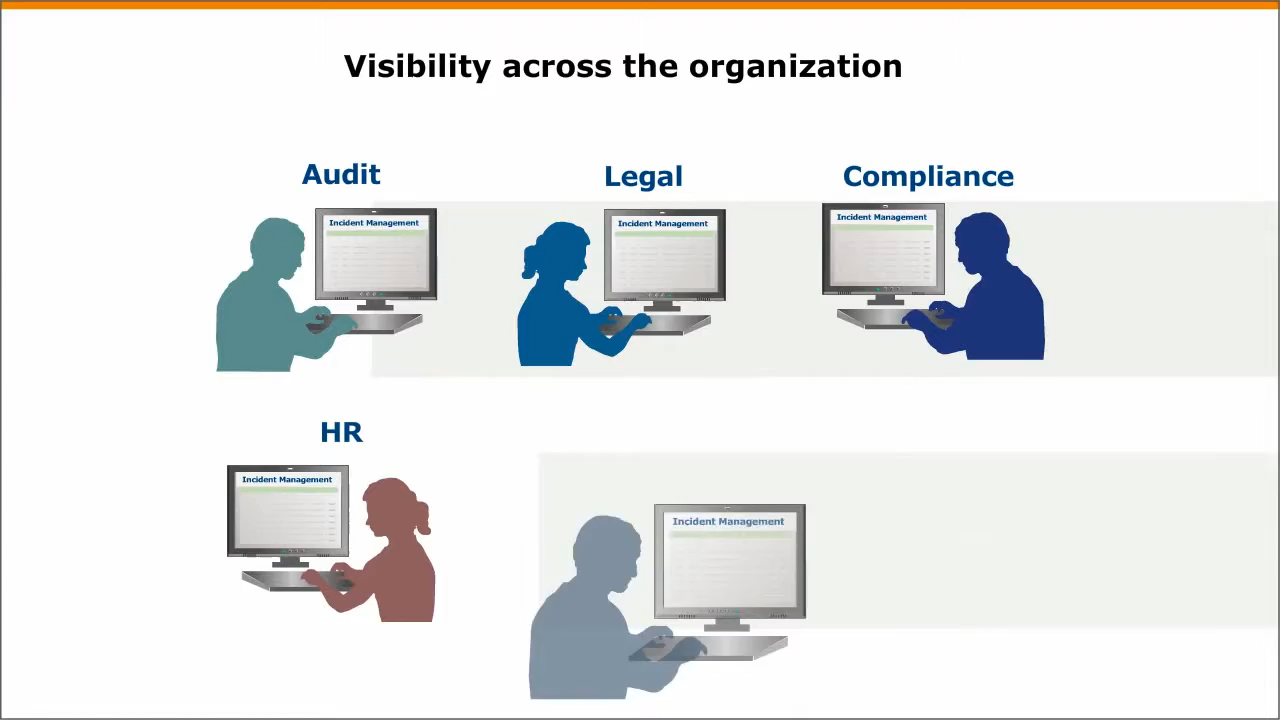 Visibility across the organization
Audit
Legal
Compliance
Incident Management
Incident Management
Incident Management
HR
Incident Management
Incident Management